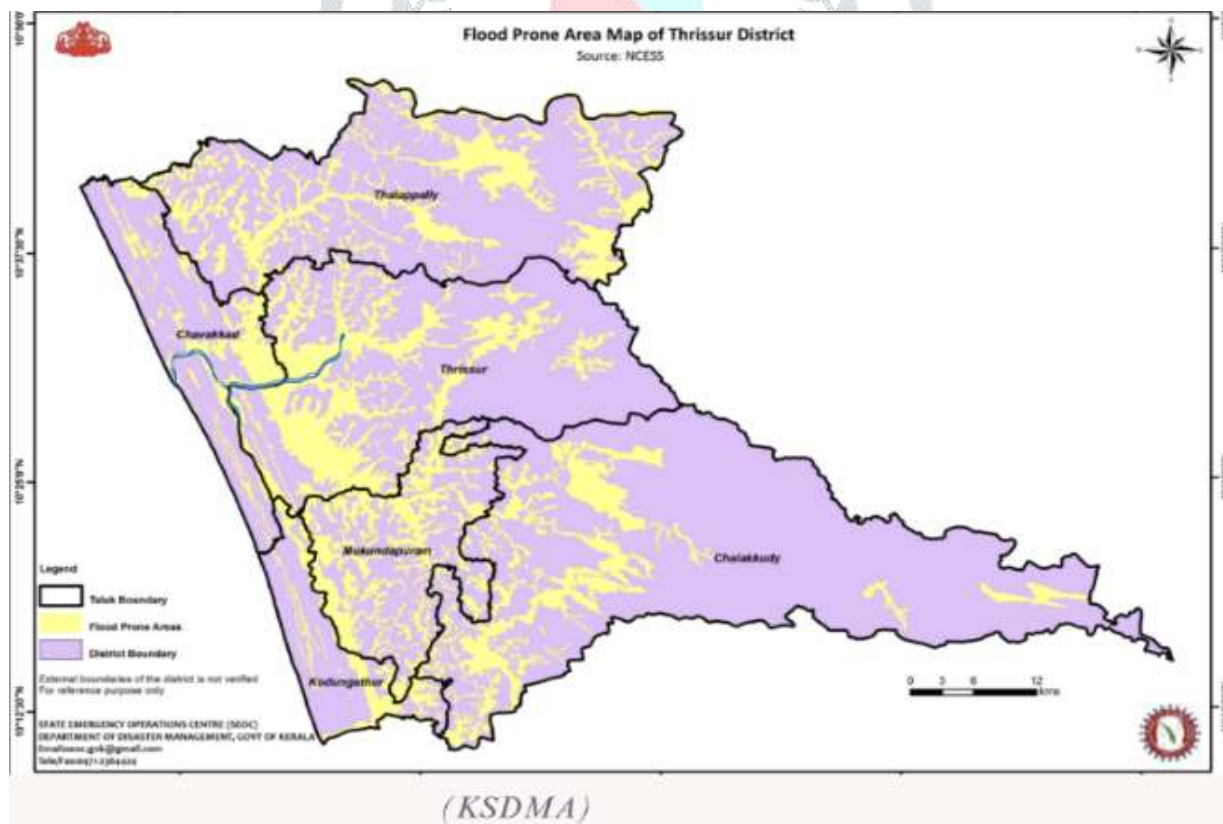 Flood Prone Area Map of Thrissur District
Source: NCESS
Thalappally
Chavakkad
Thrissur
Mukundapuram
Chalakkudy
Kodungallur
Legend
Taluk Boundary
Flood Prone Areas
District Boundary
External boundaries of the district is not verified
For reference purpose only
STATE EMERGENCY OPERATIONS CENTRE (SEOC)
DEPARTMENT OF DISASTER MANAGEMENT, GOVT OF KERALA
0 3 6 12
Kms
(KSDMA)